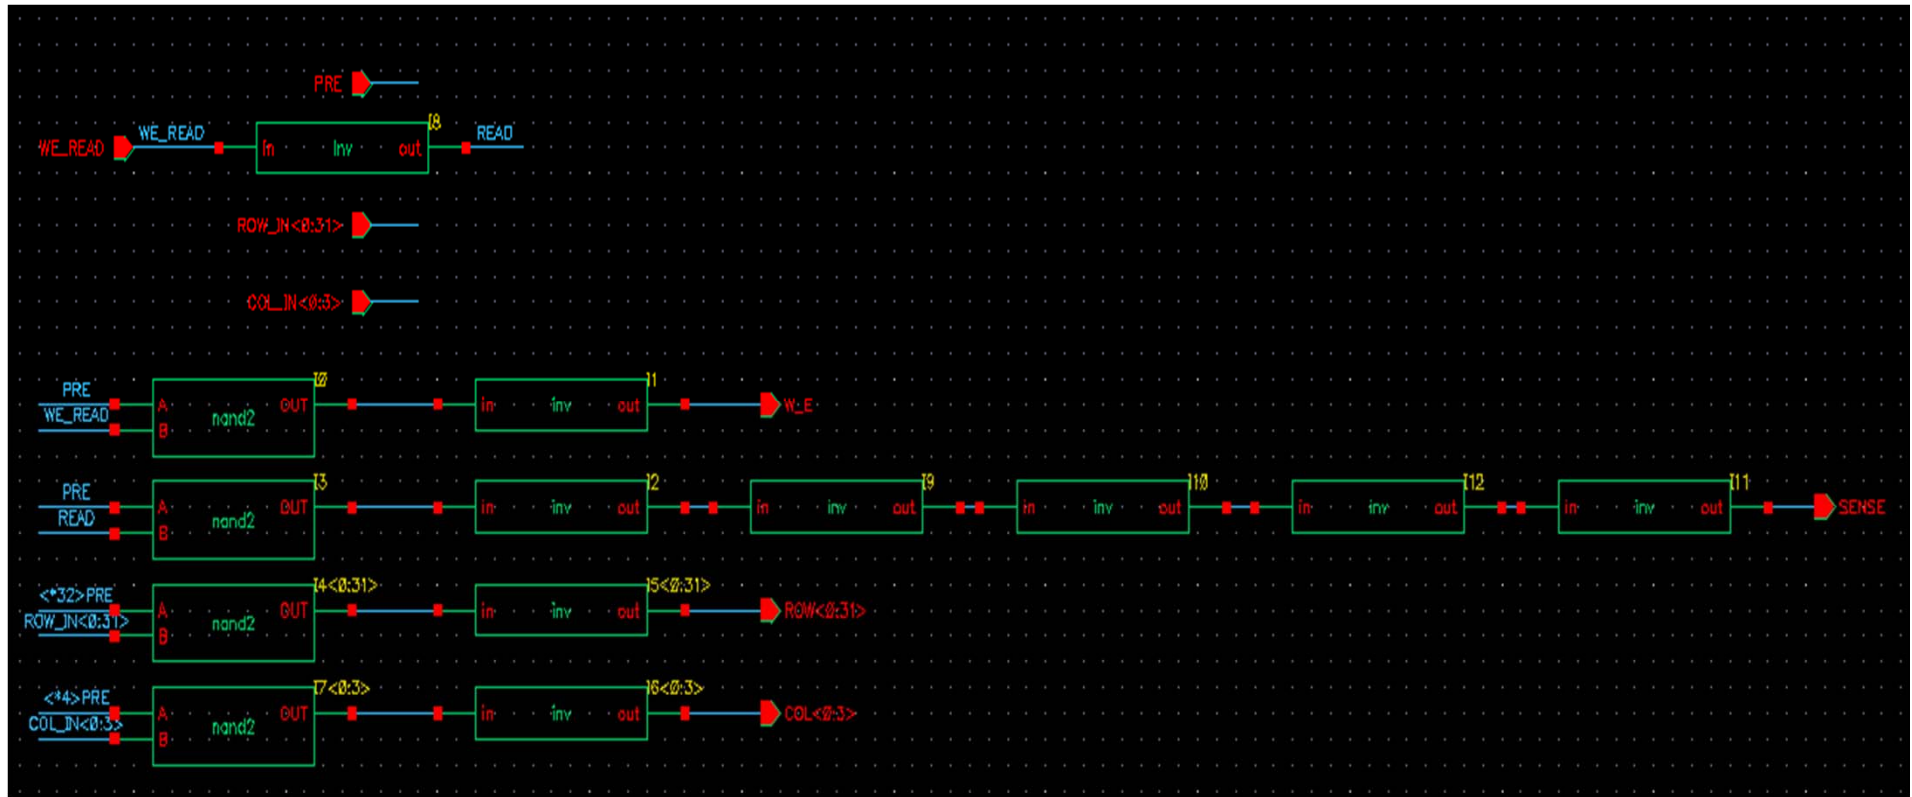 PRE
I8
WE_READ WE_READ in inv out READ
ROW_IN<0:31>
COL_IN<0:3>
PRE I0 I1
A OUT in inv out W_E
WE_READ nand2
B
PRE I3 I2 I9 I10 I12 I11
A OUT in inv out in inv out in inv out in inv out in inv out SENSE
READ nand2
B
<*32>PRE I4<0:31> I5<0:31>
A OUT in inv out ROW<0:31>
ROW_IN<0:31> nand2
B
<*4>PRE I7<0:3> I6<0:3>
A OUT in inv out COL<0:3>
COL_IN<0:3> nand2
B